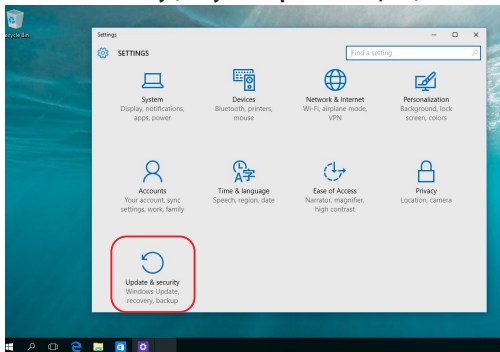 Recycle Bin
Settings
SETTINGS
Find a setting
System
Display, notifications,
apps, power
Devices
Bluetooth, printers,
mouse
Network & Internet
Wi-Fi, airplane mode,
VPN
Personalization
Background, lock
screen, colors
Accounts
Your account, sync
settings, work, family
Time & language
Speech, region, date
Ease of Access
Narrator, magnifier,
high contrast
Privacy
Location, camera
Update & security
Windows Update,
recovery, backup